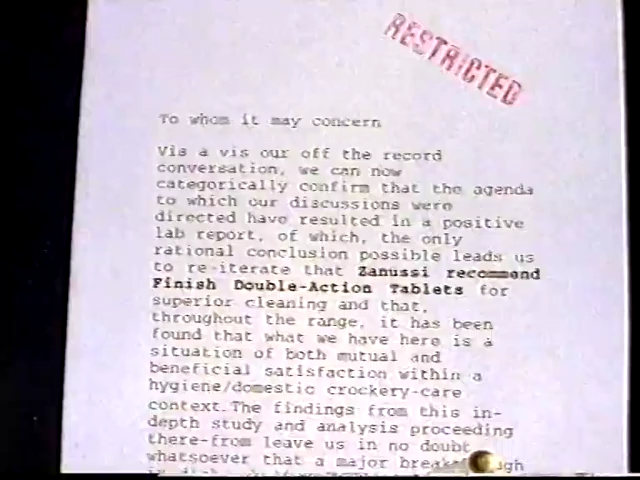 RESTRICTED
To whom it may concern
Vis a vis our off the record
conversation, we can now
categorically confirm that the agenda
to which our discussions were
directed have resulted in a positive
lab report, of which, the only
rational conclusion possible leads us
to re-iterate that Zanussi recommend
Finish Double-Action Tablets for
superior cleaning and that,
throughout the range, it has been
found that what we have here is a
situation of both mutual and
beneficial satisfaction within a
hygiene/domestic crockery-care
context.The findings from this in-
depth study and analysis proceeding
there-from leave us in no doubt
whatsoever that a major